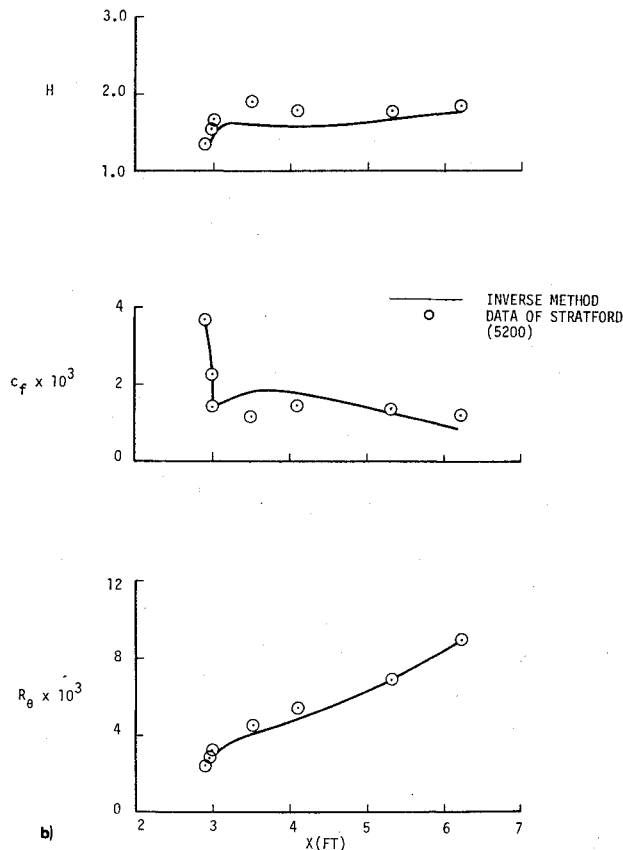 3.0
H
2.0
1.0
4
INVERSE METHOD
DATA OF STRATFORD
(5200)
c_f x 10^3
2
0
12
8
R_θ x 10^3
4
0
2 3 4 5 6 7
b) X(FT)